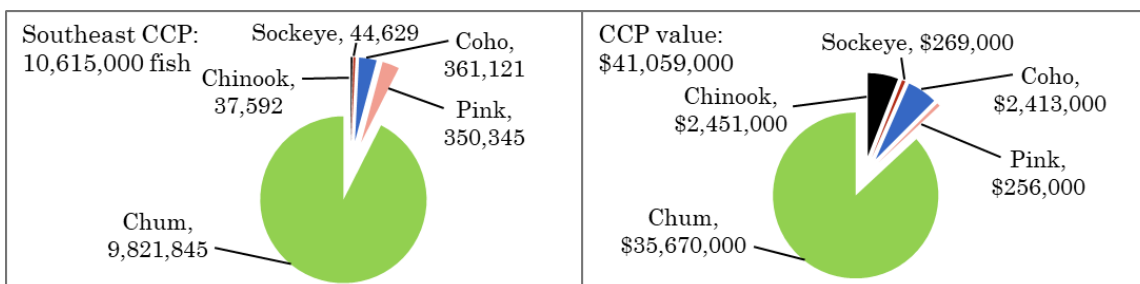 Southeast CCP:
10,615,000 fish
Sockeye, 44,629
Coho,
361,121
Chinook,
37,592
Pink,
350,345
Chum,
9,821,845
CCP value:
$41,059,000
Sockeye, $269,000
Coho,
$2,413,000
Chinook,
$2,451,000
Pink,
$256,000
Chum,
$35,670,000